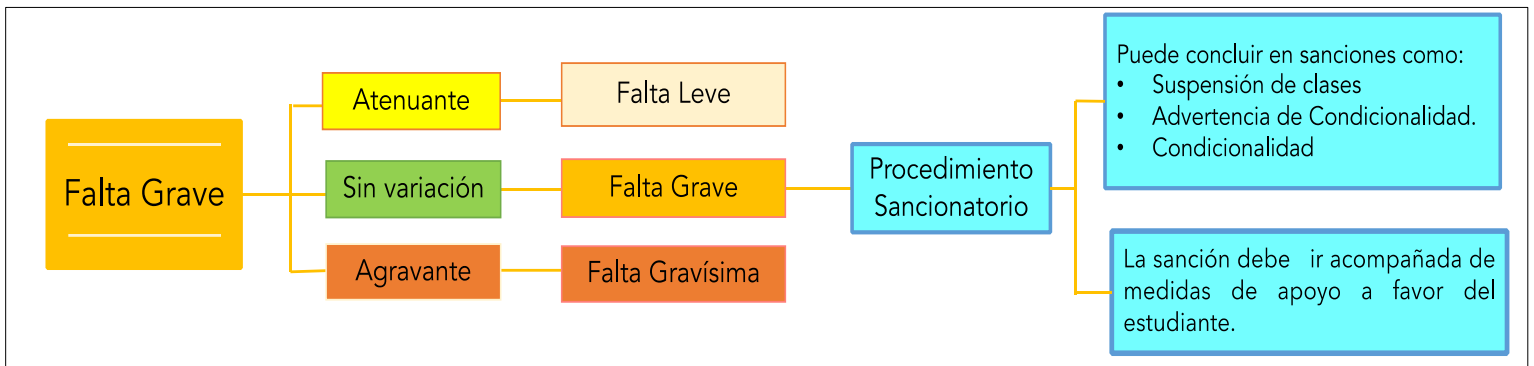 Falta Grave
Atenuante
Falta Leve
Sin variación
Falta Grave
Agravante
Falta Gravísima
Procedimiento
Sancionatorio
Puede concluir en sanciones como:
• Suspensión de clases
• Advertencia de Condicionalidad.
• Condicionalidad
La sanción debe ir acompañada de
medidas de apoyo a favor del
estudiante.